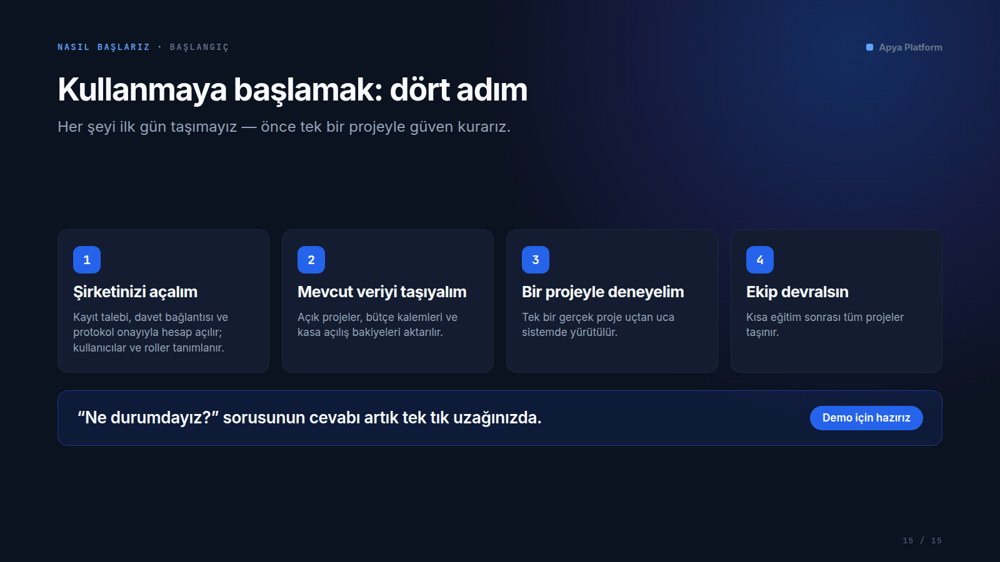 NASIL BAŞLARIZ · BAŞLANGIÇ
Apya Platform
Kullanmaya başlamak: dört adım
Her şeyi ilk gün taşımayız — önce tek bir projeyle güven kurarız.
1
Şirketinizi açalım
Kayıt talebi, davet bağlantısı ve
protokol onayıyla hesap açılır;
kullanıcılar ve roller tanımlanır.
2
Mevcut veriyi taşıyalım
Açık projeler, bütçe kalemleri ve
kasa açılış bakiyeleri aktarılır.
3
Bir projeyle deneyelim
Tek bir gerçek proje uçtan uca
sistemde yürütülür.
4
Ekip devralsın
Kısa eğitim sonrası tüm projeler
taşınır.
“Ne durumdayız?” sorusunun cevabı artık tek tık uzağınızda.
Demo için hazırız
15 / 15